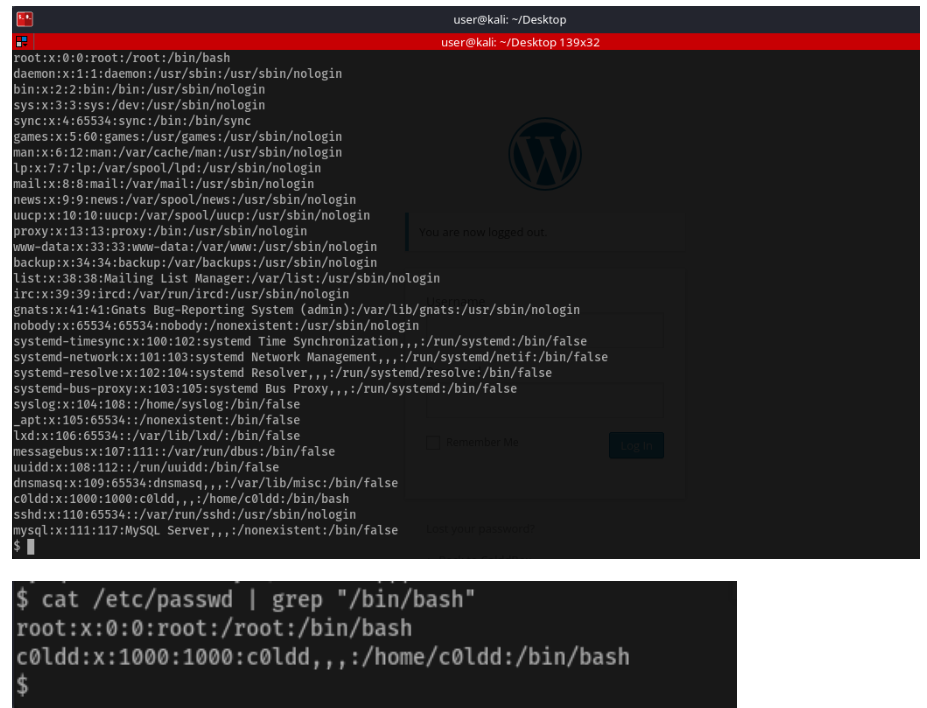 user@kali: ~/Desktop
user@kali: ~/Desktop 139x32
root:x:0:0:root:/root:/bin/bash
daemon:x:1:1:daemon:/usr/sbin:/usr/sbin/nologin
bin:x:2:2:bin:/bin:/usr/sbin/nologin
sys:x:3:3:sys:/dev:/usr/sbin/nologin
sync:x:4:65534:sync:/bin:/bin/sync
games:x:5:60:games:/usr/games:/usr/sbin/nologin
man:x:6:12:man:/var/cache/man:/usr/sbin/nologin
lp:x:7:7:lp:/var/spool/lpd:/usr/sbin/nologin
mail:x:8:8:mail:/var/mail:/usr/sbin/nologin
news:x:9:9:news:/var/spool/news:/usr/sbin/nologin
uucp:x:10:10:uucp:/var/spool/uucp:/usr/sbin/nologin
proxy:x:13:13:proxy:/bin:/usr/sbin/nologin
You are now logged out.
www-data:x:33:33:www-data:/var/www:/usr/sbin/nologin
backup:x:34:34:backup:/var/backups:/usr/sbin/nologin
list:x:38:38:Mailing List Manager:/var/list:/usr/sbin/nologin
irc:x:39:39:ircd:/var/run/ircd:/usr/sbin/nologin
gnats:x:41:41:Gnats Bug-Reporting System (admin):/var/lib/gnats:/usr/sbin/nologin
nobody:x:65534:65534:nobody:/nonexistent:/usr/sbin/nologin
systemd-timesync:x:100:102:systemd Time Synchronization,,,:/run/systemd:/bin/false
systemd-network:x:101:103:systemd Network Management,,,:/run/systemd/netif:/bin/false
systemd-resolve:x:102:104:systemd Resolver,,,:/run/systemd/resolve:/bin/false
systemd-bus-proxy:x:103:105:systemd Bus Proxy,,,:/run/systemd:/bin/false
syslog:x:104:108::/home/syslog:/bin/false
_apt:x:105:65534::/nonexistent:/bin/false
lxd:x:106:65534::/var/lib/lxd/:/bin/false
Remember Me
Log In
messagebus:x:107:111::/var/run/dbus:/bin/false
uuidd:x:108:112::/run/uuidd:/bin/false
dnsmasq:x:109:65534:dnsmasq,,,:/var/lib/misc:/bin/false
c0ldd:x:1000:1000:c0ldd,,,:/home/c0ldd:/bin/bash
sshd:x:110:65534::/var/run/sshd:/usr/sbin/nologin
mysql:x:111:117:MySQL Server,,,:/nonexistent:/bin/false
Lost your password?
$
$ cat /etc/passwd | grep "/bin/bash"
root:x:0:0:root:/root:/bin/bash
c0ldd:x:1000:1000:c0ldd,,,:/home/c0ldd:/bin/bash
$